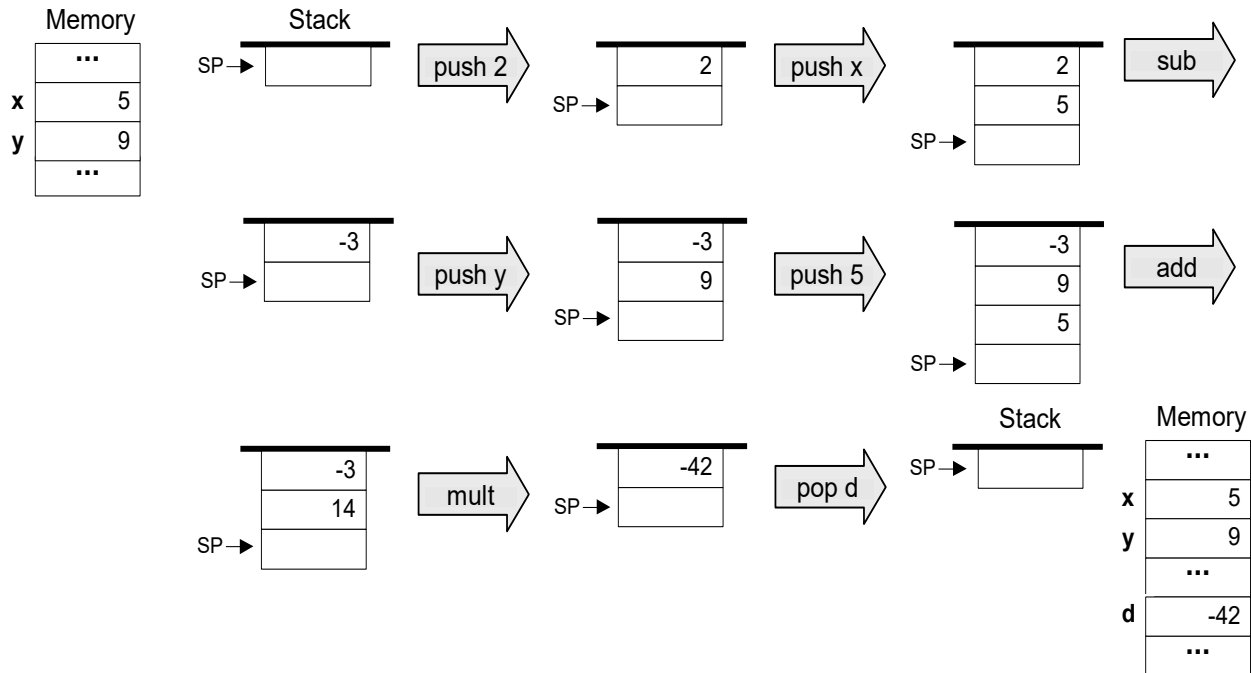 Memory Stack
...
SP push 2 2 push x 2 sub
x 5 SP 5
y 9 SP
...
-3 -3 -3
push y 9 push 5 9 add
SP SP 5
SP
Stack Memory
-3 -42 SP ...
14 mult pop d x 5
SP SP y 9
...
d -42
...